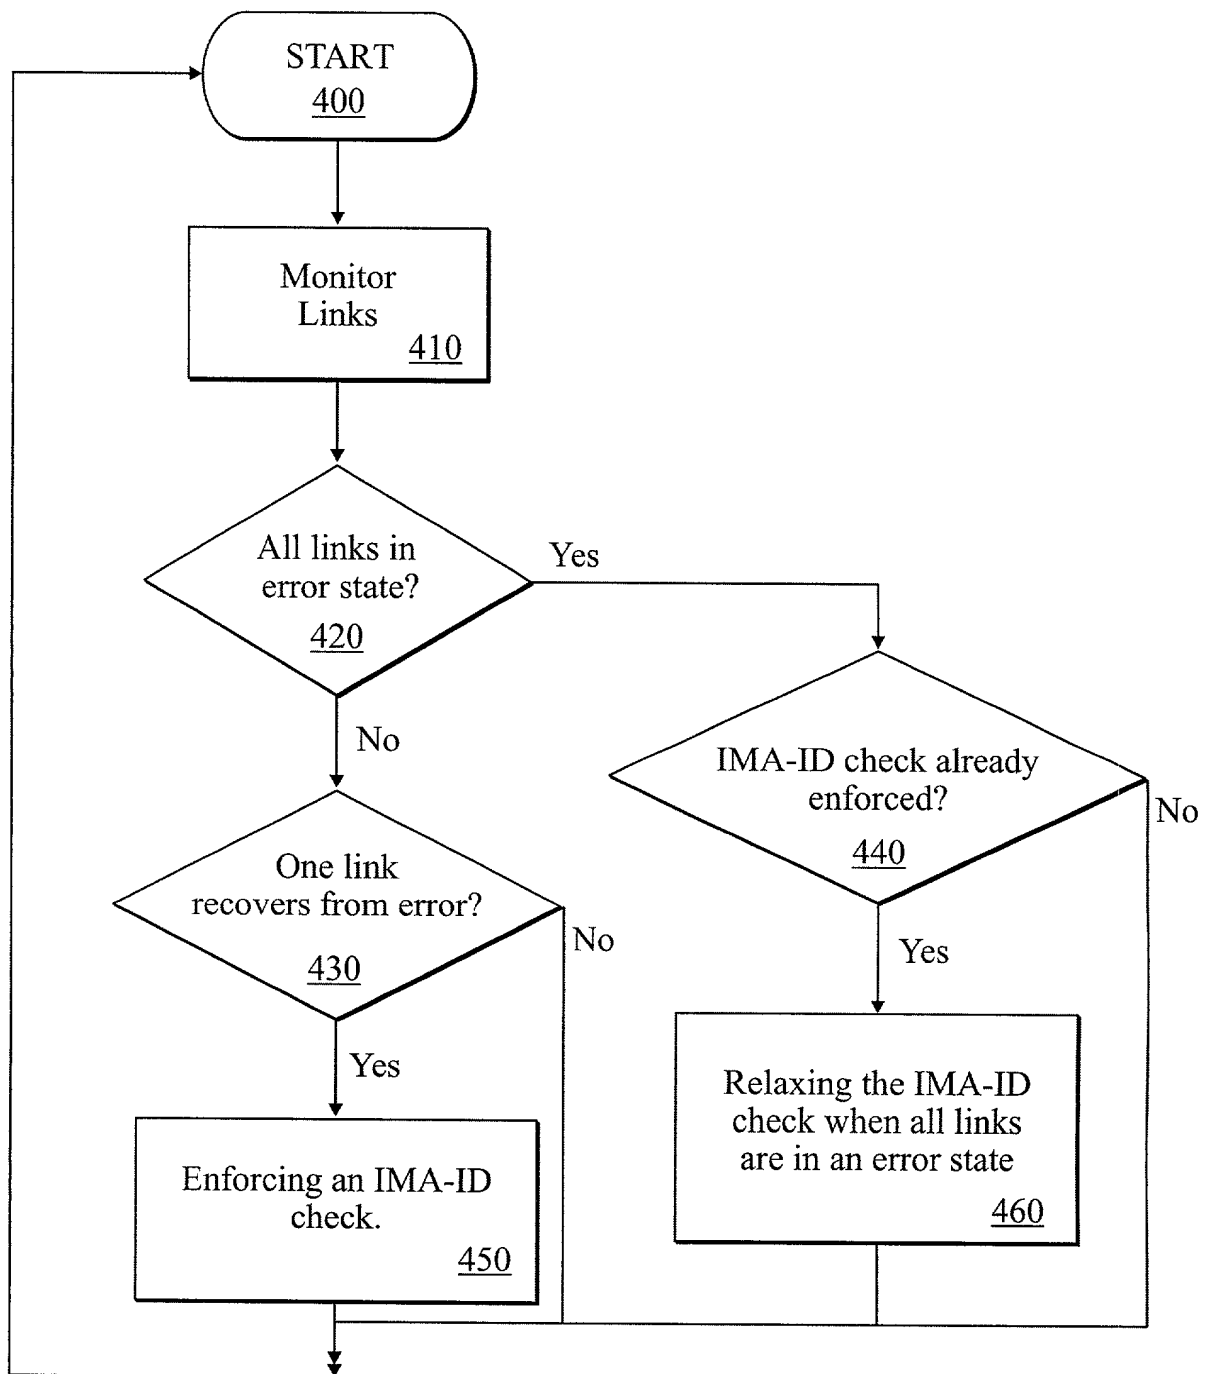 START
400
Monitor
Links
410
All links in
error state?
420
Yes
No
IMA-ID check already
enforced?
440
No
One link
recovers from error?
430
No
Yes
Yes
Relaxing the IMA-ID
check when all links
are in an error state
460
Enforcing an IMA-ID
check.
450